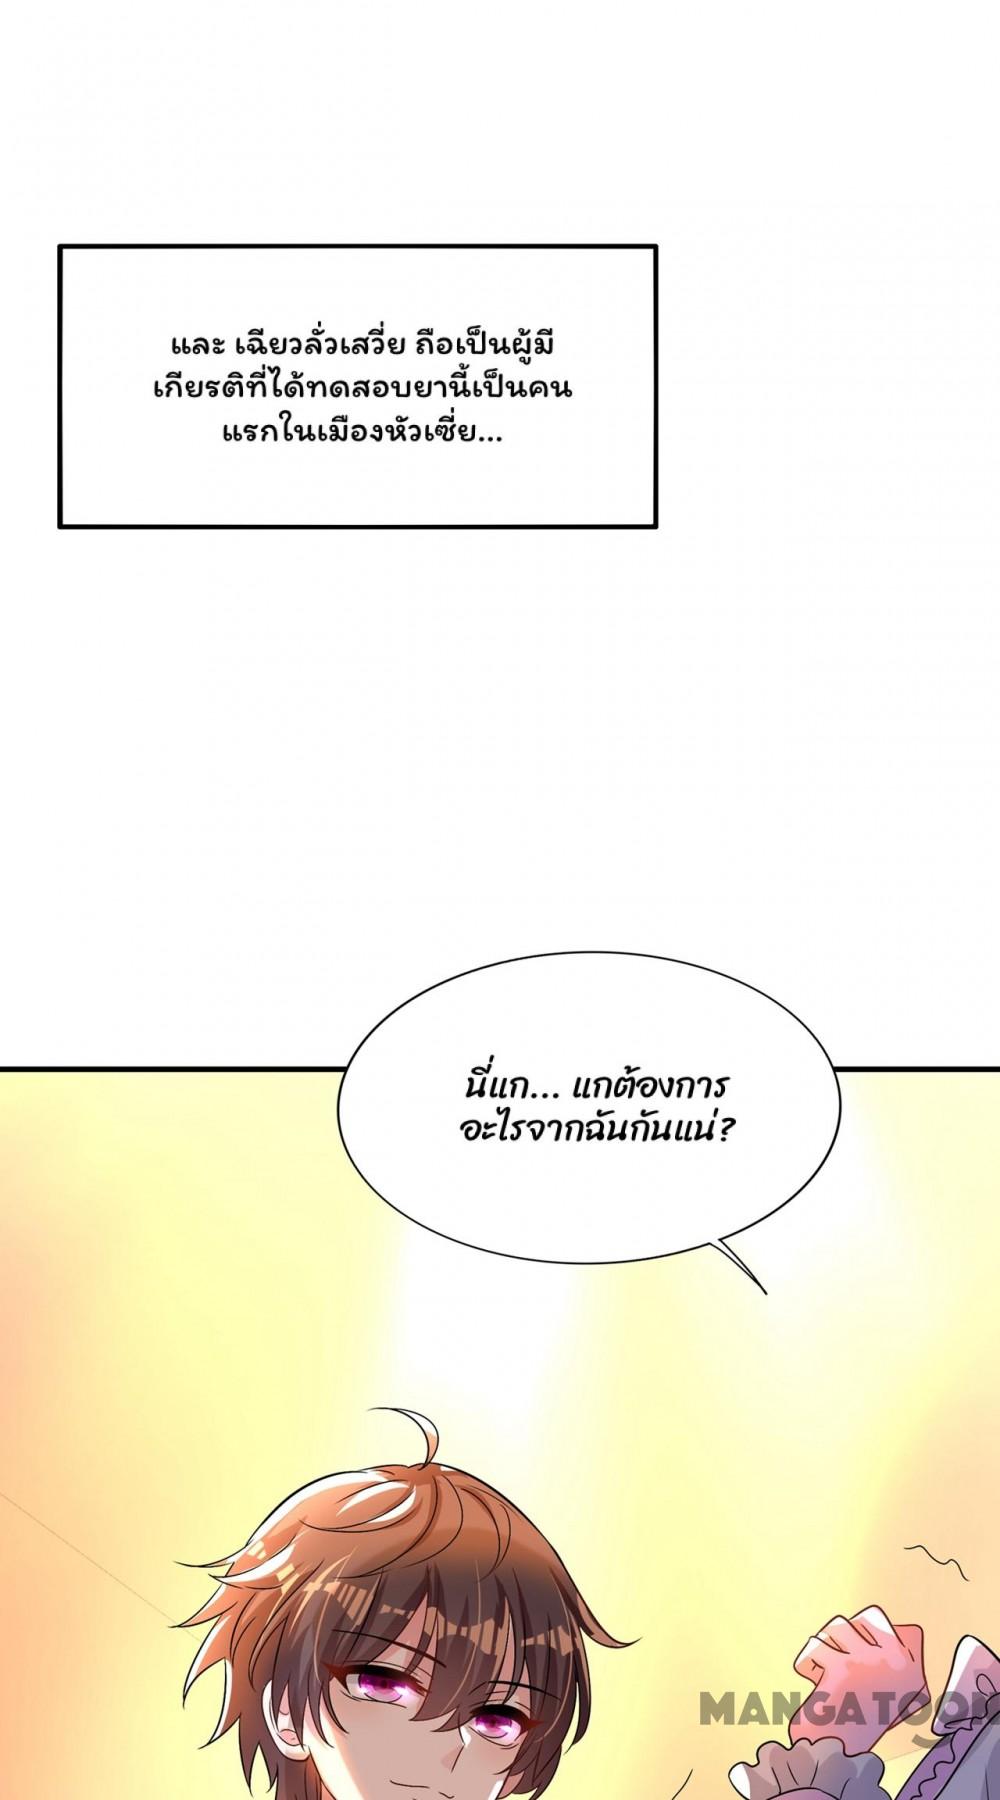 และ เฉียวลั่วเสวี่ย ถือเป็นผู้มี
เกียรติที่ได้ทดสอบยานี้เป็นคน
แรกในเมืองหัวเซี่ย...
นี่แก... แกต้องการ
อะไรจากฉันกันแน่?
MANGATOON